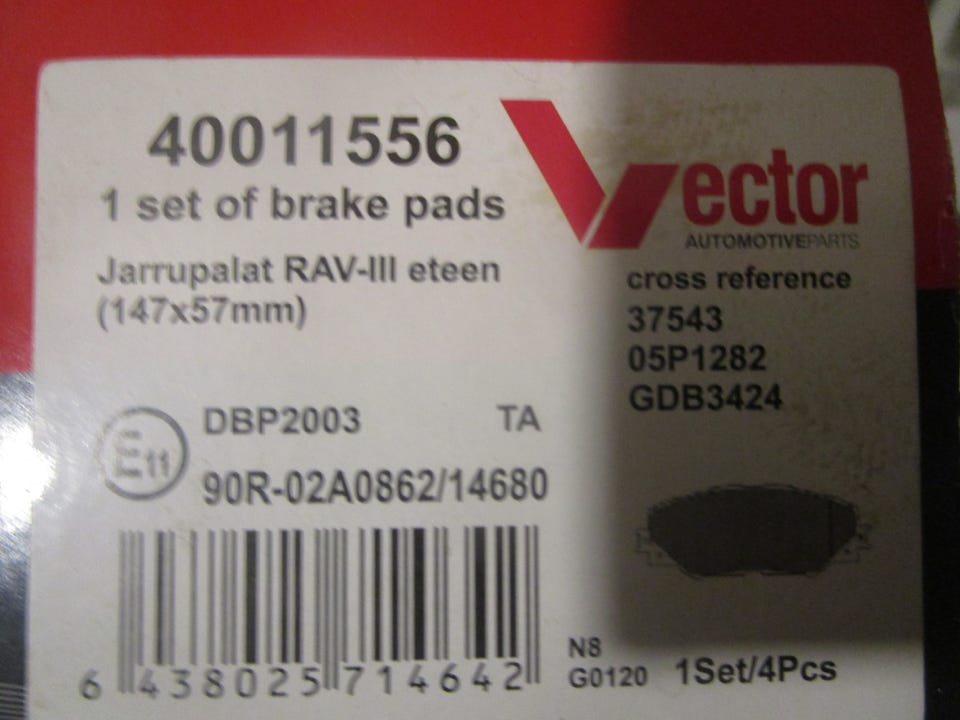 40011556
1 set of brake pads
Jarrupalat RAV-III eteen
(147x57mm)
Vector
AUTOMOTIVEPARTS
cross reference
37543
05P1282
GDB3424
E11
DBP2003 TA
90R-02A0862/14680
6 438025 714642
N8
G0120 1Set/4Pcs